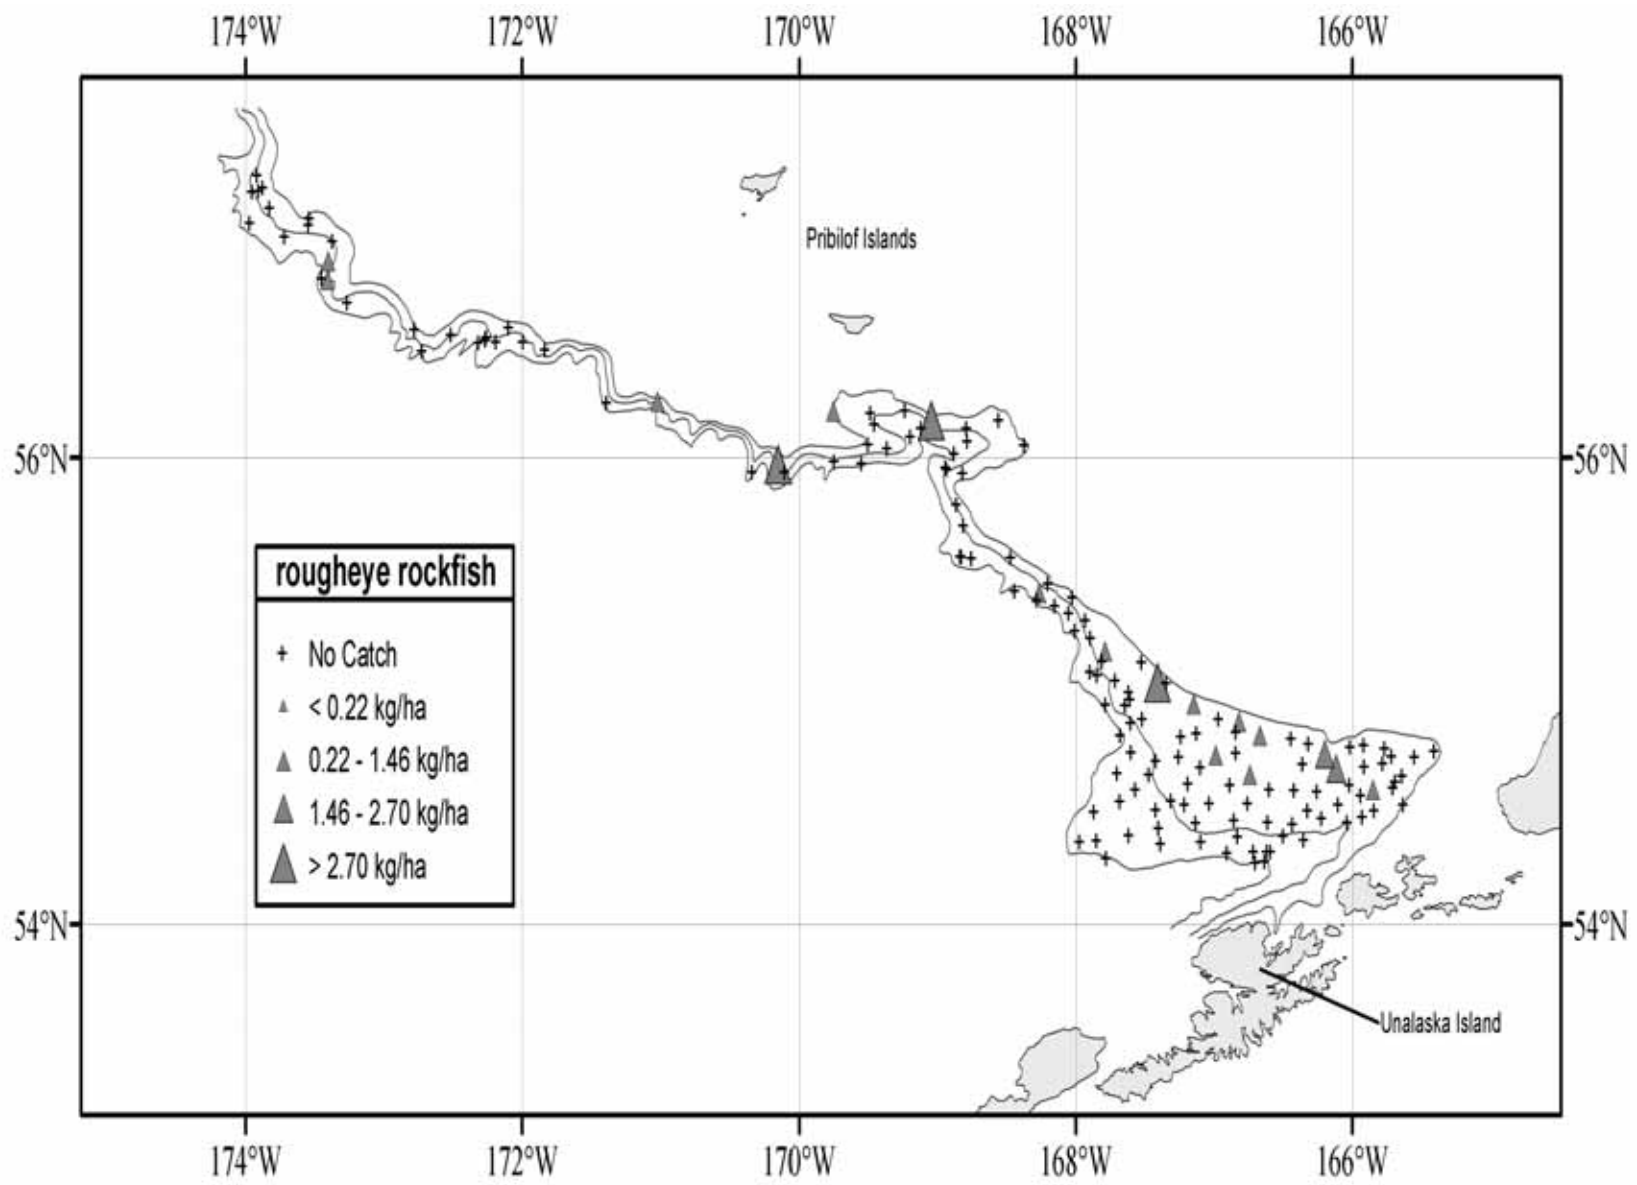 174°W 172°W 170°W 168°W 166°W
Pribilof Islands
56°N 56°N
rougheye rockfish
No Catch
< 0.22 kg/ha
0.22 - 1.46 kg/ha
1.46 - 2.70 kg/ha
> 2.70 kg/ha
54°N 54°N
Unalaska Island
174°W 172°W 170°W 168°W 166°W